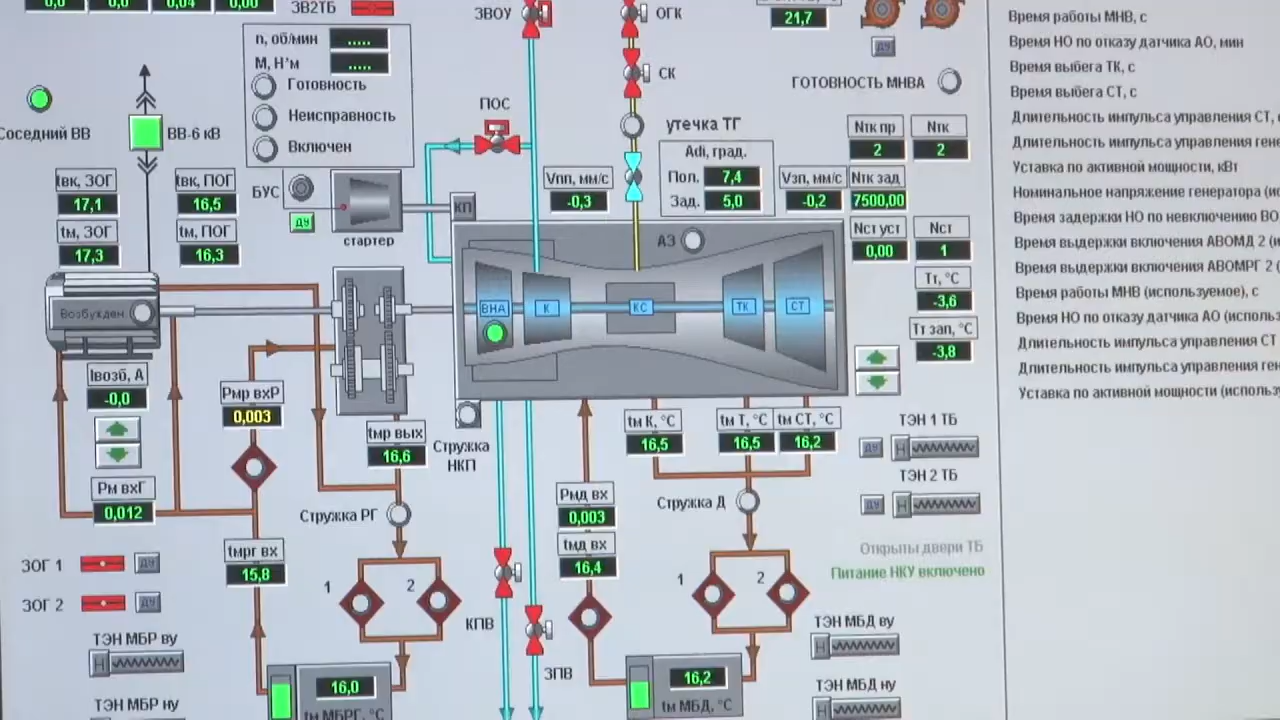 0,0
0,0
0,04
0,00
ЗВ2ТБ
ЗВОУ
ОГК
21,7
ДУ
n, об/мин
.....
М, Н*м
.....
Готовность
Неисправность
Включен
СК
ГОТОВНОСТЬ МНВА
Соседний ВВ
ВВ-6 кВ
ПОС
утечка ТГ
Nтк пр
2
Nтк
2
Adi, град.
Пол.
7,4
Зад.
5,0
tвк, ЗОГ
17,1
tвк, ПОГ
16,5
БУС
ДУ
стартер
КП
Vпп, мм/с
-0,3
Vзп, мм/с
-0,2
Nтк зад
7500,00
tм, ЗОГ
17,3
tм, ПОГ
16,3
АЗ
Nст уст
0,00
Nст
1
Тт, °С
-3,6
Тт зап, °С
-3,8
Возбужден
ВНА
К
КС
ТК
СТ
Iвозб, А
-0,0
Рмр вхР
0,003
tмр вых
16,6
Стружка
НКП
tм К, °С
16,5
tм Т, °С
16,5
tм СТ, °С
16,2
ТЭН 1 ТБ
ДУ
Н
ТЭН 2 ТБ
ДУ
Н
Рм вхГ
0,012
Стружка РГ
Рмд вх
0,003
Стружка Д
tмрг вх
15,8
tмд вх
16,4
Открыты двери ТБ
Питание НКУ включено
ЗОГ 1
ДУ
ЗОГ 2
ДУ
1
2
КПВ
1
2
ЗПВ
ТЭН МБР ву
Н
ТЭН МБР ну
16,0
tм МБРГ, °С
16,2
tм МБД, °С
ТЭН МБД ву
Н
ТЭН МБД ну
Н
Время работы МНВ, с
Время НО по отказу датчика АО, мин
Время выбега ТК, с
Время выбега СТ, с
Длительность импульса управления СТ,
Длительность импульса управления гене
Уставка по активной мощности, кВт
Номинальное напряжение генератора (и
Время задержки НО по невключению ВО
Время выдержки включения АВОМД 2 (и
Время выдержки включения АВОМРГ 2 (
Время работы МНВ (используемое), с
Время НО по отказу датчика АО (использ
Длительность импульса управления СТ
Длительность импульса управления ген
Уставка по активной мощности (использ